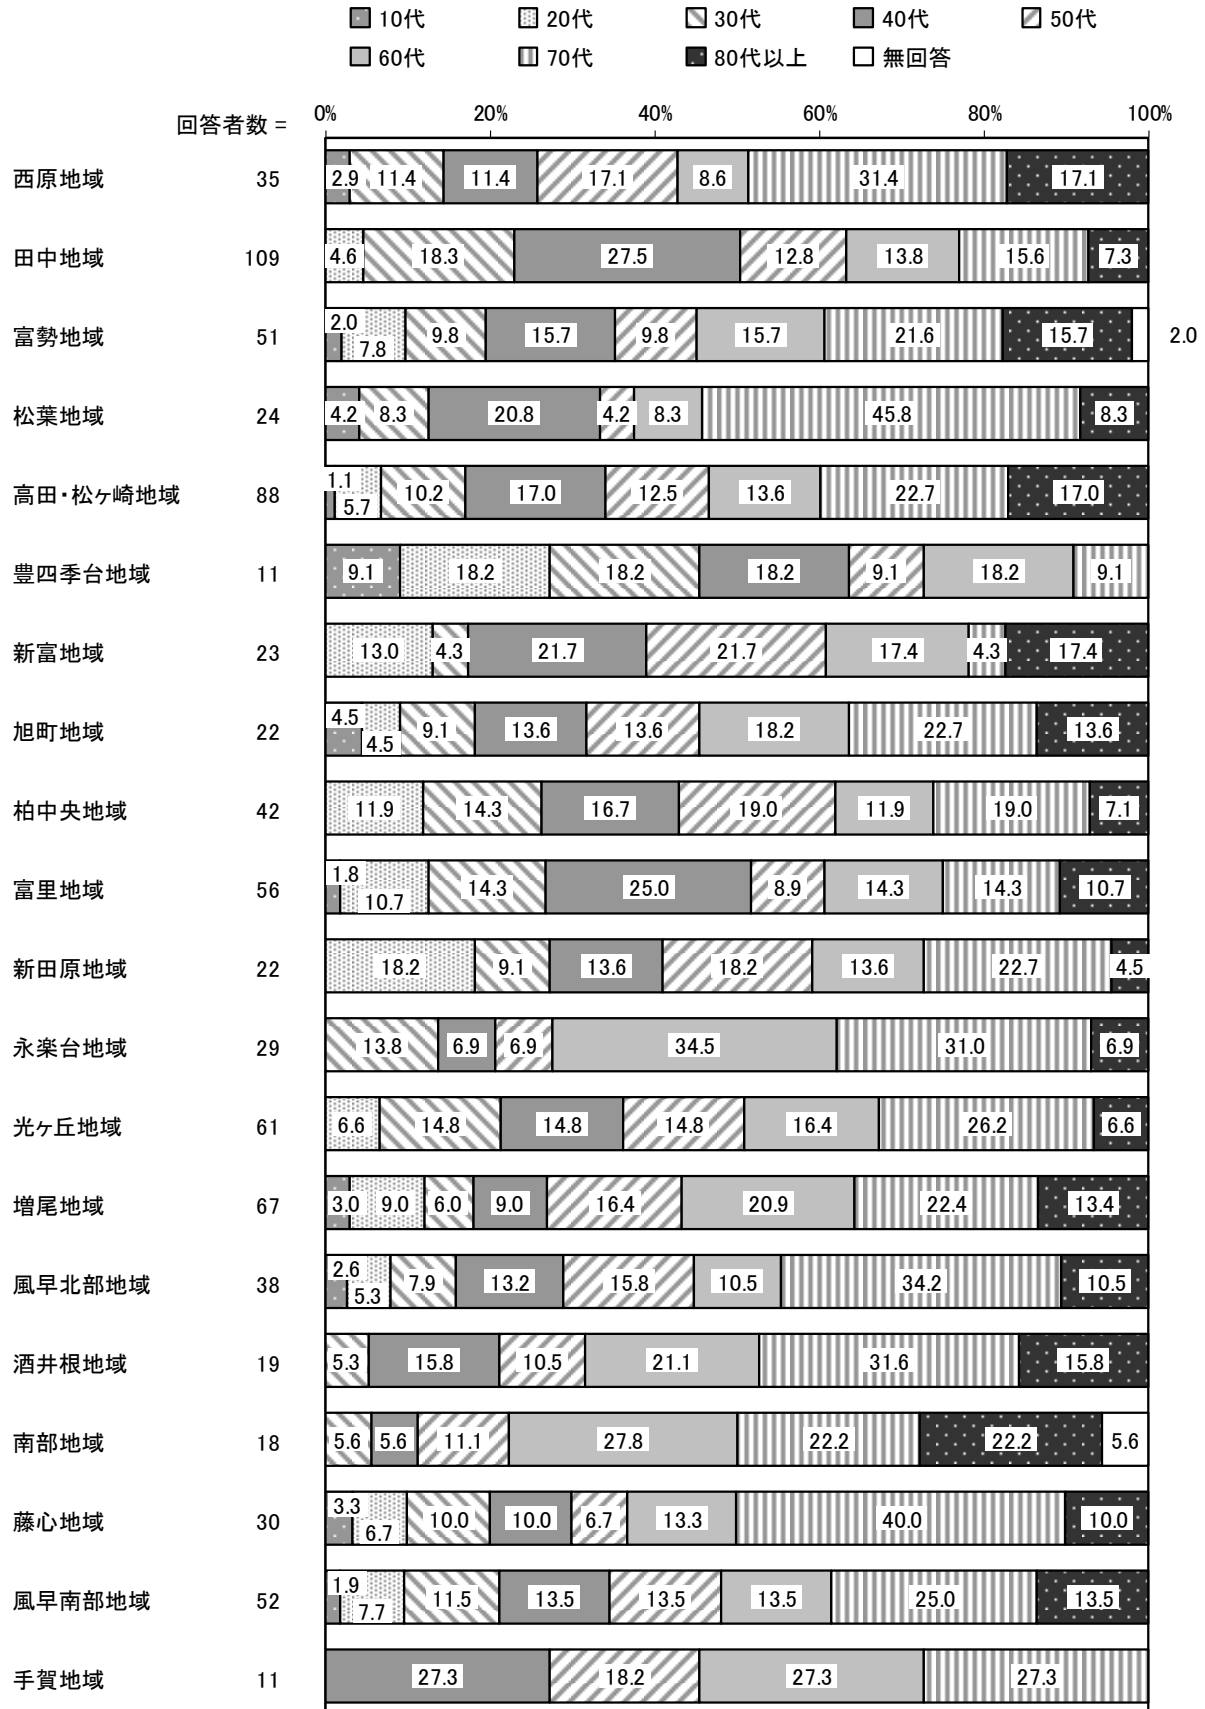 10代 20代 30代 40代 50代
60代 70代 80代以上 無回答
回答者数 = 0% 20% 40% 60% 80% 100%
西原地域 35 2.9 11.4 11.4 17.1 8.6 31.4 17.1
田中地域 109 4.6 18.3 27.5 12.8 13.8 15.6 7.3
富勢地域 51 2.0 7.8 9.8 15.7 9.8 15.7 21.6 15.7 2.0
松葉地域 24 4.2 8.3 20.8 4.2 8.3 45.8 8.3
高田・松ヶ崎地域 88 1.1 5.7 10.2 17.0 12.5 13.6 22.7 17.0
豊四季台地域 11 9.1 18.2 18.2 18.2 9.1 18.2 9.1
新富地域 23 13.0 4.3 21.7 21.7 17.4 4.3 17.4
旭町地域 22 4.5 4.5 9.1 13.6 13.6 18.2 22.7 13.6
柏中央地域 42 11.9 14.3 16.7 19.0 11.9 19.0 7.1
富里地域 56 1.8 10.7 14.3 25.0 8.9 14.3 14.3 10.7
新田原地域 22 18.2 9.1 13.6 18.2 13.6 22.7 4.5
永楽台地域 29 13.8 6.9 6.9 34.5 31.0 6.9
光ヶ丘地域 61 6.6 14.8 14.8 14.8 16.4 26.2 6.6
増尾地域 67 3.0 9.0 6.0 9.0 16.4 20.9 22.4 13.4
風早北部地域 38 2.6 5.3 7.9 13.2 15.8 10.5 34.2 10.5
酒井根地域 19 5.3 15.8 10.5 21.1 31.6 15.8
南部地域 18 5.6 5.6 11.1 27.8 22.2 22.2 5.6
藤心地域 30 3.3 6.7 10.0 10.0 6.7 13.3 40.0 10.0
風早南部地域 52 1.9 7.7 11.5 13.5 13.5 13.5 25.0 13.5
手賀地域 11 27.3 18.2 27.3 27.3